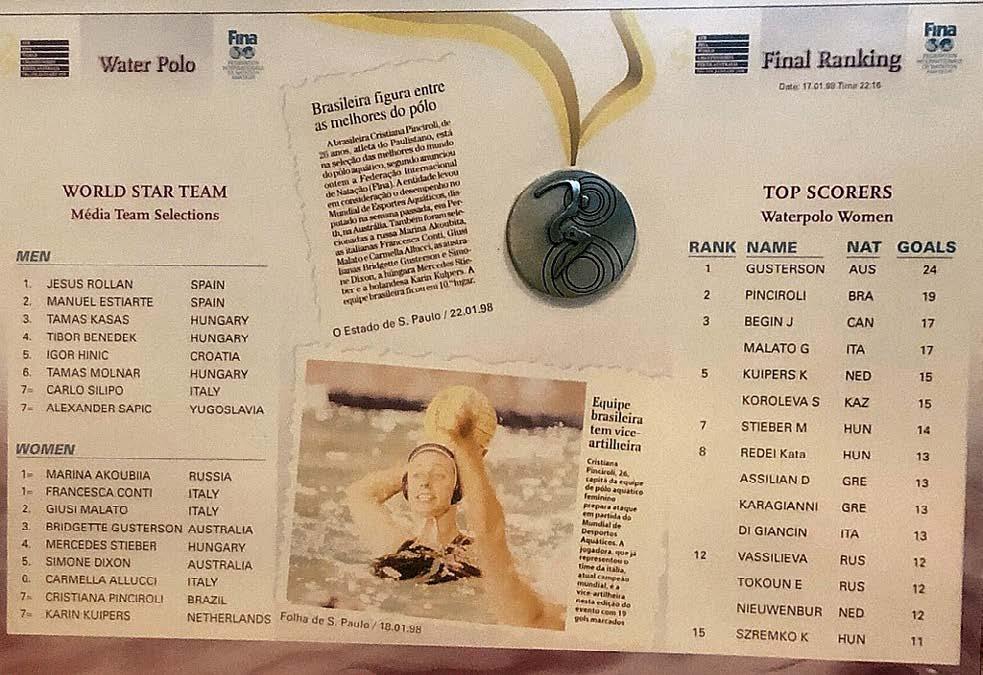 Water Polo
Fina
WORLD STAR TEAM
Média Team Selections
MEN
1. JESUS ROLLAN SPAIN
2. MANUEL ESTIARTE SPAIN
3. TAMAS KASAS HUNGARY
4. TIBOR BENEDEK HUNGARY
5. IGOR HINIC CROATIA
6. TAMAS MOLNAR HUNGARY
7= CARLO SILIPO ITALY
7= ALEXANDER SAPIC YUGOSLAVIA
WOMEN
1= MARINA AKOUBIIA RUSSIA
1= FRANCESCA CONTI ITALY
2. GIUSI MALATO ITALY
3. BRIDGETTE GUSTERSON AUSTRALIA
4. MERCEDES STIEBER HUNGARY
5. SIMONE DIXON AUSTRALIA
CARMELLA ALLUCCI ITALY
7= CRISTIANA PINCIROLI BRAZIL
7= KARIN KUIPERS NETHERLANDS
Brasileira figura entre
as melhores do pólo
A brasileira Cristiana Pinciroli, de
26 anos, atleta do Paulistano, está
na seleção das melhores do mundo
do pólo aquático, segundo anunciou
ontem a Federação Internacional
de Natação (Fina). A entidade levou
em consideração o desempenho no
Mundial de Esportes Aquáticos, dis-
putado na semana passada, em Per-
th, na Austrália. Também foram sele-
cionadas a russa Marina Akoubita,
as italianas Francesca Conti, Giusi
Malato e Carmella Allucci, as austra-
lianas Bridgette Gusterson e Simo-
ne Dixon, a húngara Mercedes Stie-
ber e a holandesa Karin Kuipers. A
equipe brasileira ficou em 10.º lugar.
O Estado de S. Paulo / 22.01.98
Equipe
brasileira
tem vice-
artilheira
Cristiana
Pinciroli, 26,
capitã da equipe
de pólo aquático
feminino
prepara ataque
em partida do
Mundial de
Desportos
Aquáticos. A
jogadora, que já
representou o
time da Itália,
atual campeão
mundial, é a
vice-artilheira
nesta edição do
evento com 19
gols marcados
Folha de S. Paulo / 18.01.98
Final Ranking
Fina
Date: 17.01.98 Time 22:16
TOP SCORERS
Waterpolo Women
RANK NAME NAT GOALS
1 GUSTERSON AUS 24
2 PINCIROLI BRA 19
3 BEGIN J CAN 17
MALATO G ITA 17
5 KUIPERS K NED 15
KOROLEVA S KAZ 15
7 STIEBER M HUN 14
8 REDEI Kata HUN 13
ASSILIAN D GRE 13
KARAGIANNI GRE 13
DI GIANCIN ITA 13
12 VASSILIEVA RUS 12
TOKOUN E RUS 12
NIEUWENBUR NED 12
15 SZREMKO K HUN 11